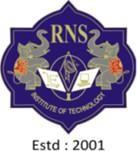 RNS
INSTITUTE OF TECHNOLOGY
Estd : 2001